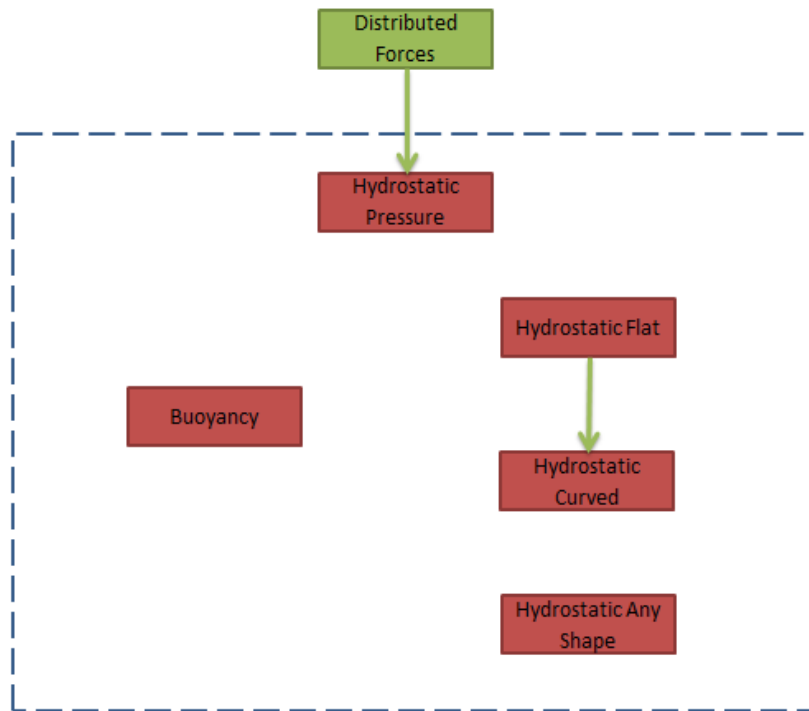 Distributed
Forces
Hydrostatic
Pressure
Hydrostatic Flat
Buoyancy
Hydrostatic
Curved
Hydrostatic Any
Shape